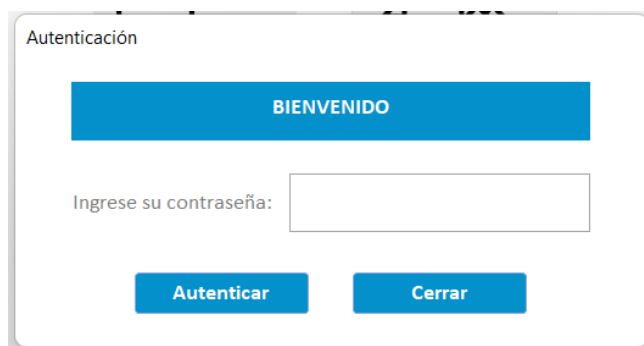 Autenticación
BIENVENIDO
Ingrese su contraseña:
Autenticar Cerrar